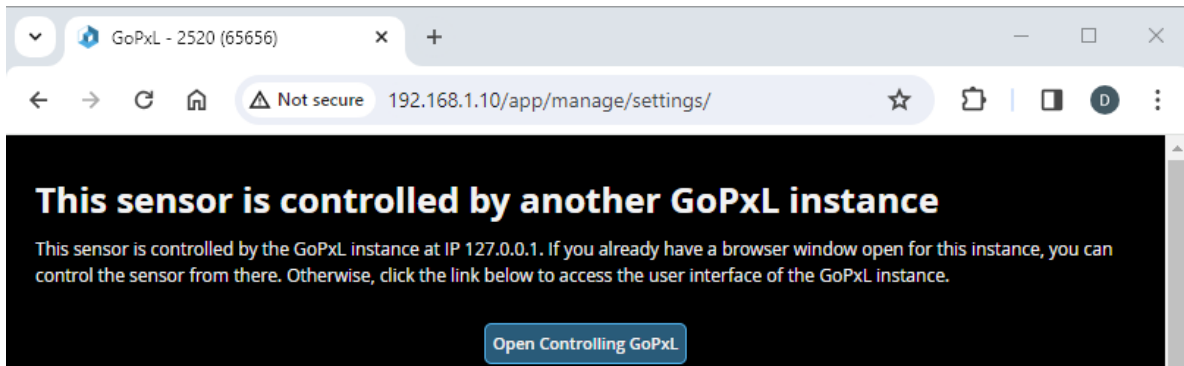 GoPxL - 2520 (65656)
Not secure 192.168.1.10/app/manage/settings/
D
This sensor is controlled by another GoPxL instance
This sensor is controlled by the GoPxL instance at IP 127.0.0.1. If you already have a browser window open for this instance, you can
control the sensor from there. Otherwise, click the link below to access the user interface of the GoPxL instance.
Open Controlling GoPxL